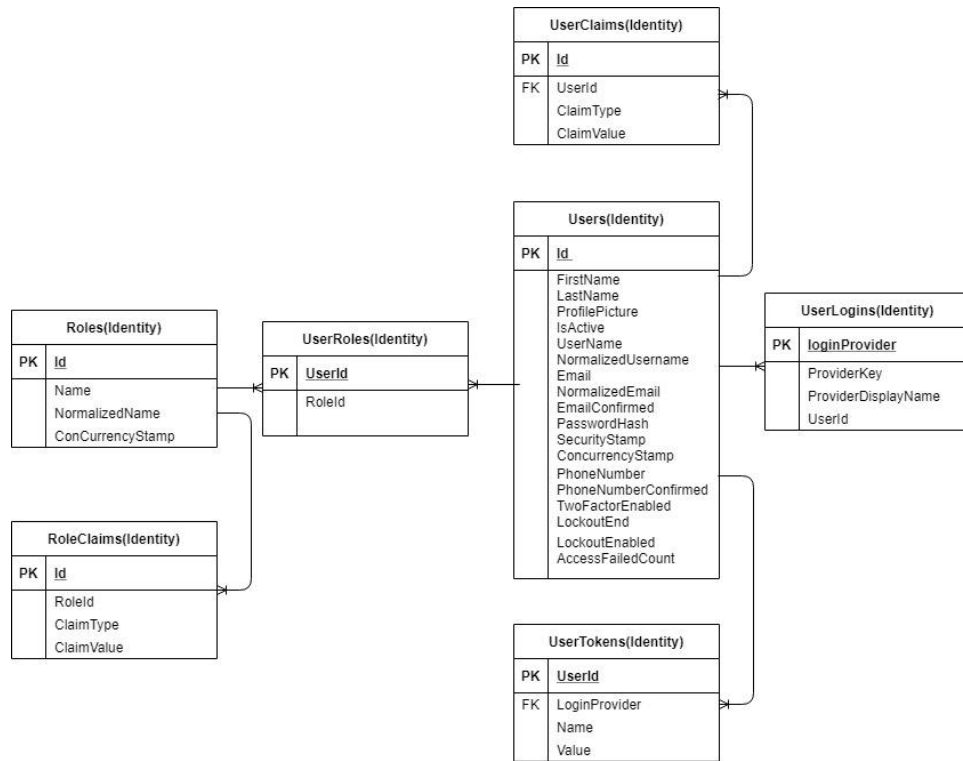 UserClaims(Identity)
PK Id
FK UserId
ClaimType
ClaimValue
Users(Identity)
PK Id
FirstName
LastName
ProfilePicture
IsActive
UserName
NormalizedUsername
Email
NormalizedEmail
EmailConfirmed
PasswordHash
SecurityStamp
ConcurrencyStamp
PhoneNumber
PhoneNumberConfirmed
TwoFactorEnabled
LockoutEnd
LockoutEnabled
AccessFailedCount
UserLogins(Identity)
PK loginProvider
ProviderKey
ProviderDisplayName
UserId
Roles(Identity)
PK Id
Name
NormalizedName
ConCurrencyStamp
UserRoles(Identity)
PK UserId
RoleId
RoleClaims(Identity)
PK Id
RoleId
ClaimType
ClaimValue
UserTokens(Identity)
PK UserId
FK LoginProvider
Name
Value